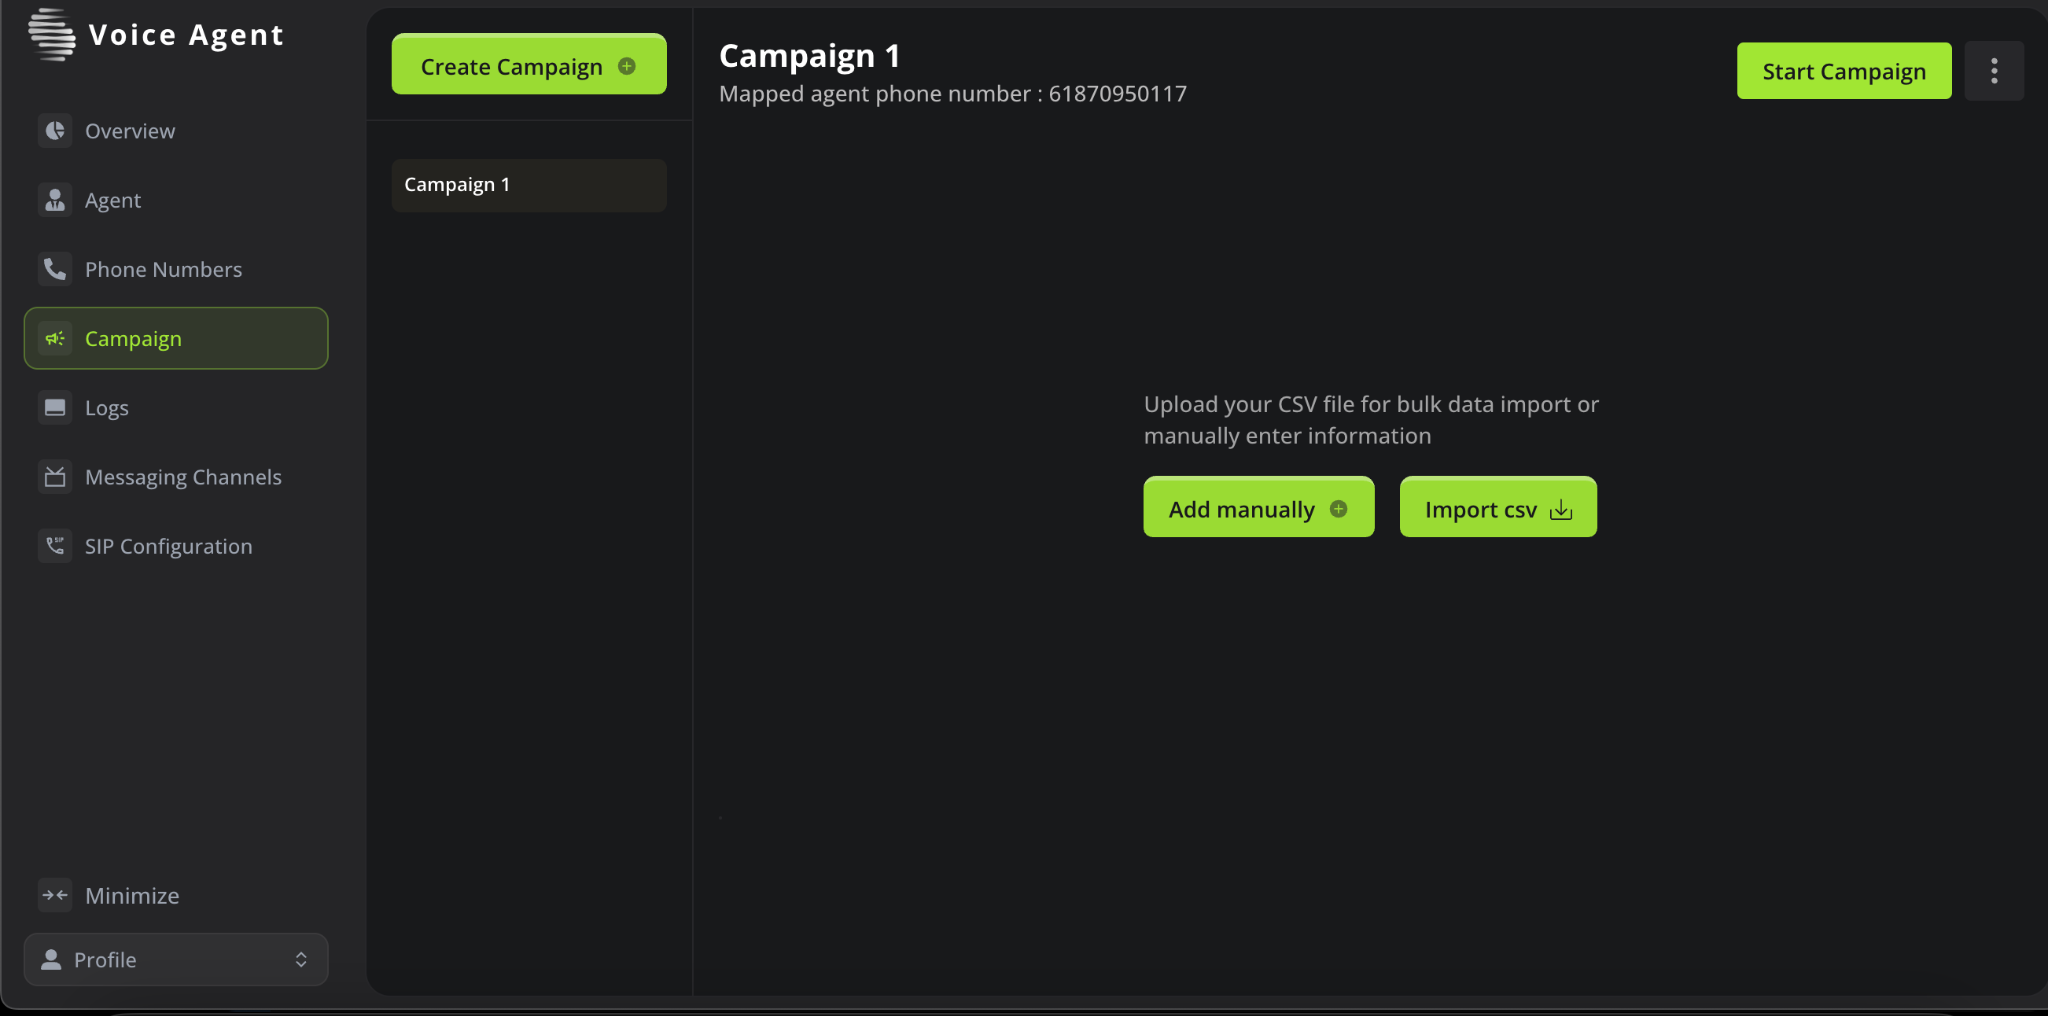 Voice Agent
Overview
Agent
Phone Numbers
Campaign
Logs
Messaging Channels
SIP
SIP Configuration
Minimize
Profile
Create Campaign
Campaign 1
Campaign 1
Mapped agent phone number : 61870950117
Start Campaign
Upload your CSV file for bulk data import or
manually enter information
Add manually
Import csv